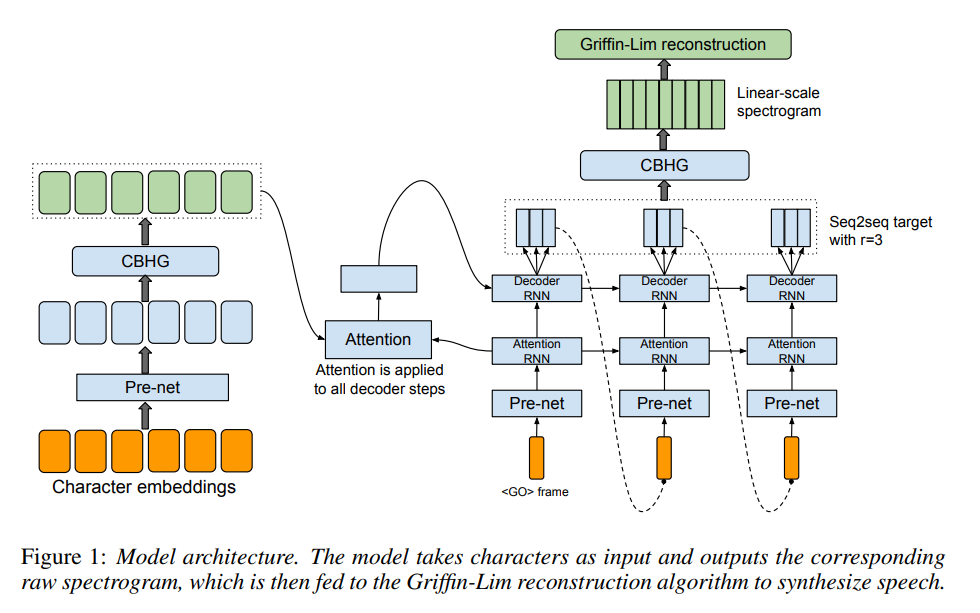 Griffin-Lim reconstruction
Linear-scale
spectrogram
CBHG
Seq2seq target
with r=3
CBHG
Decoder
RNN
Decoder
RNN
Decoder
RNN
Attention
Attention is applied
to all decoder steps
Attention
RNN
Attention
RNN
Attention
RNN
Pre-net
Pre-net
Pre-net
Pre-net
Character embeddings
<GO> frame
Figure 1: Model architecture. The model takes characters as input and outputs the corresponding
raw spectrogram, which is then fed to the Griffin-Lim reconstruction algorithm to synthesize speech.